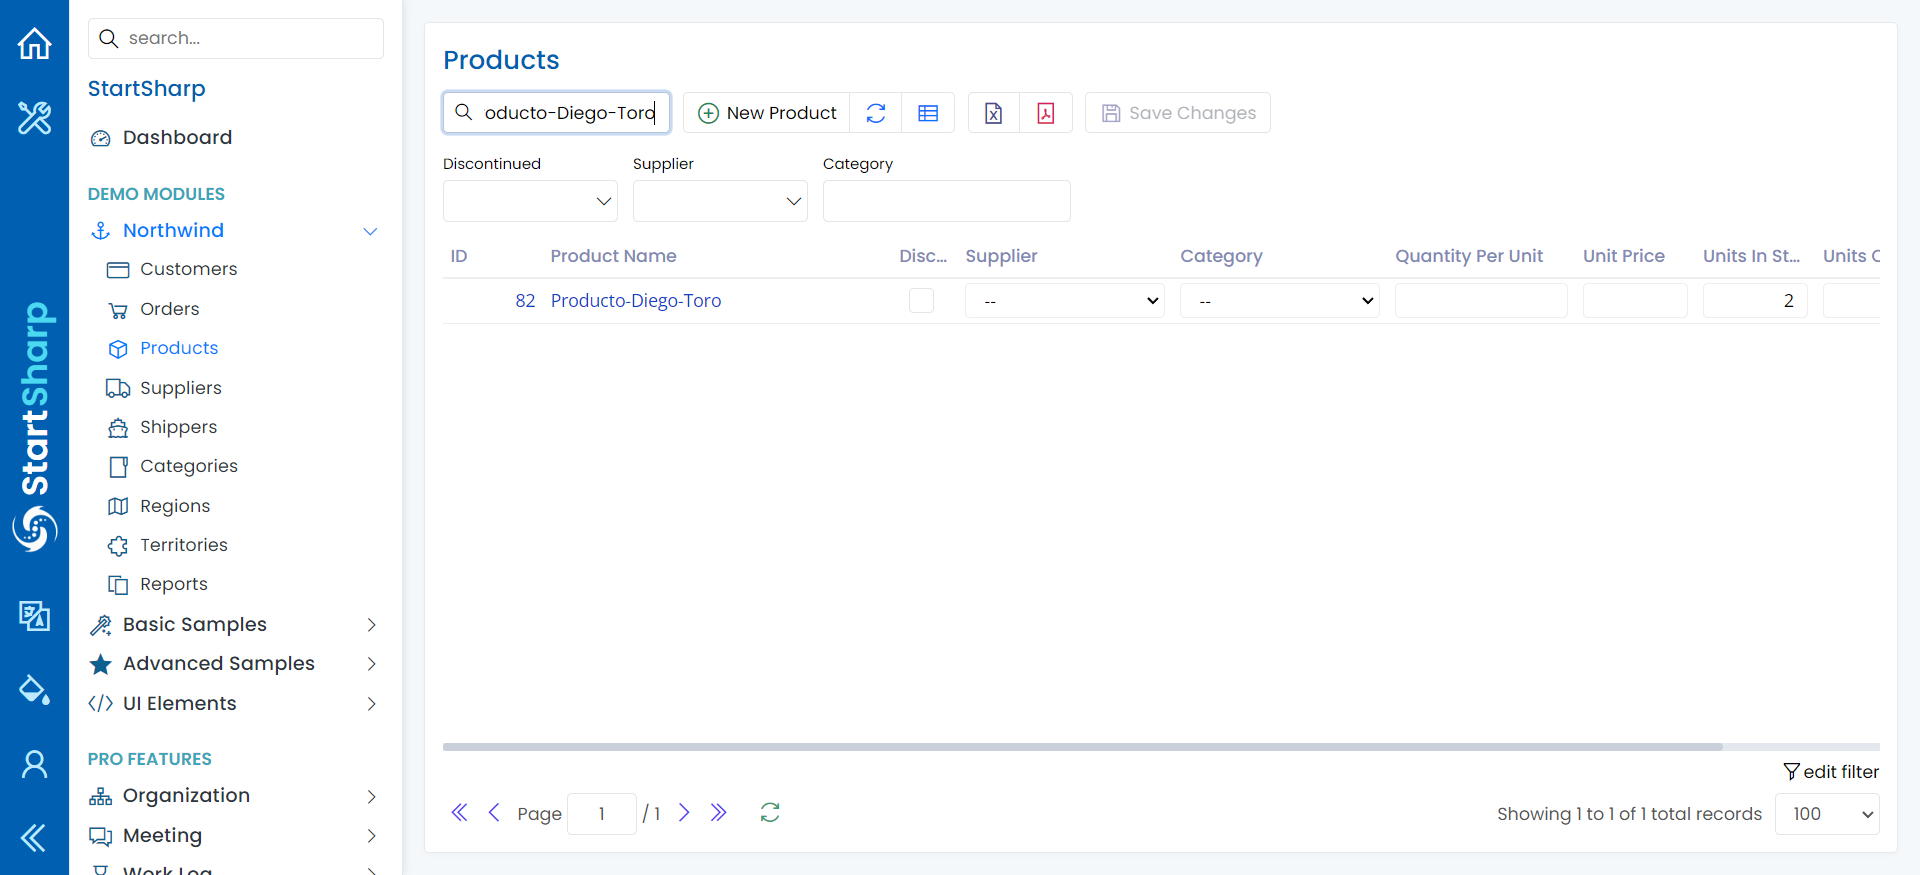 search...
StartSharp
Dashboard
DEMO MODULES
Northwind
Customers
Orders
Products
Suppliers
Shippers
Categories
Regions
Territories
Reports
Basic Samples
Advanced Samples
UI Elements
PRO FEATURES
Organization
Meeting
Work Log
StartSharp
Products
oducto-Diego-Toro
New Product
Save Changes
Discontinued Supplier Category
ID Product Name Disc... Supplier Category Quantity Per Unit Unit Price Units In St... Units O
82 Producto-Diego-Toro -- -- 2
edit filter
Page 1 / 1
Showing 1 to 1 of 1 total records 100